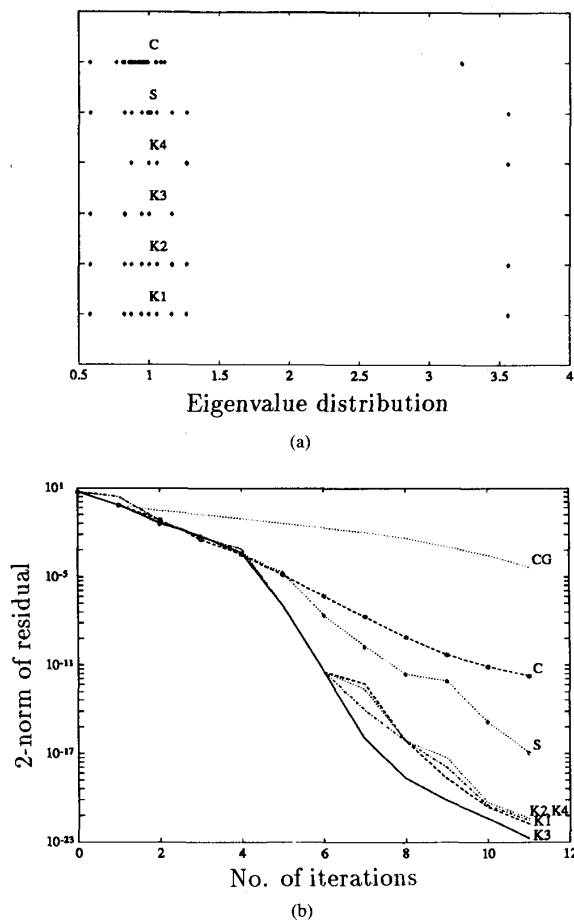 C
S
K4
K3
K2
K1
0.5 1 1.5 2 2.5 3 3.5 4
Eigenvalue distribution
(a)
10¹
10⁻⁵
10⁻¹¹
10⁻¹⁷
10⁻²³
2-norm of residual
CG
C
S
K2,K4
K1
K3
0 2 4 6 8 10 12
No. of iterations
(b)